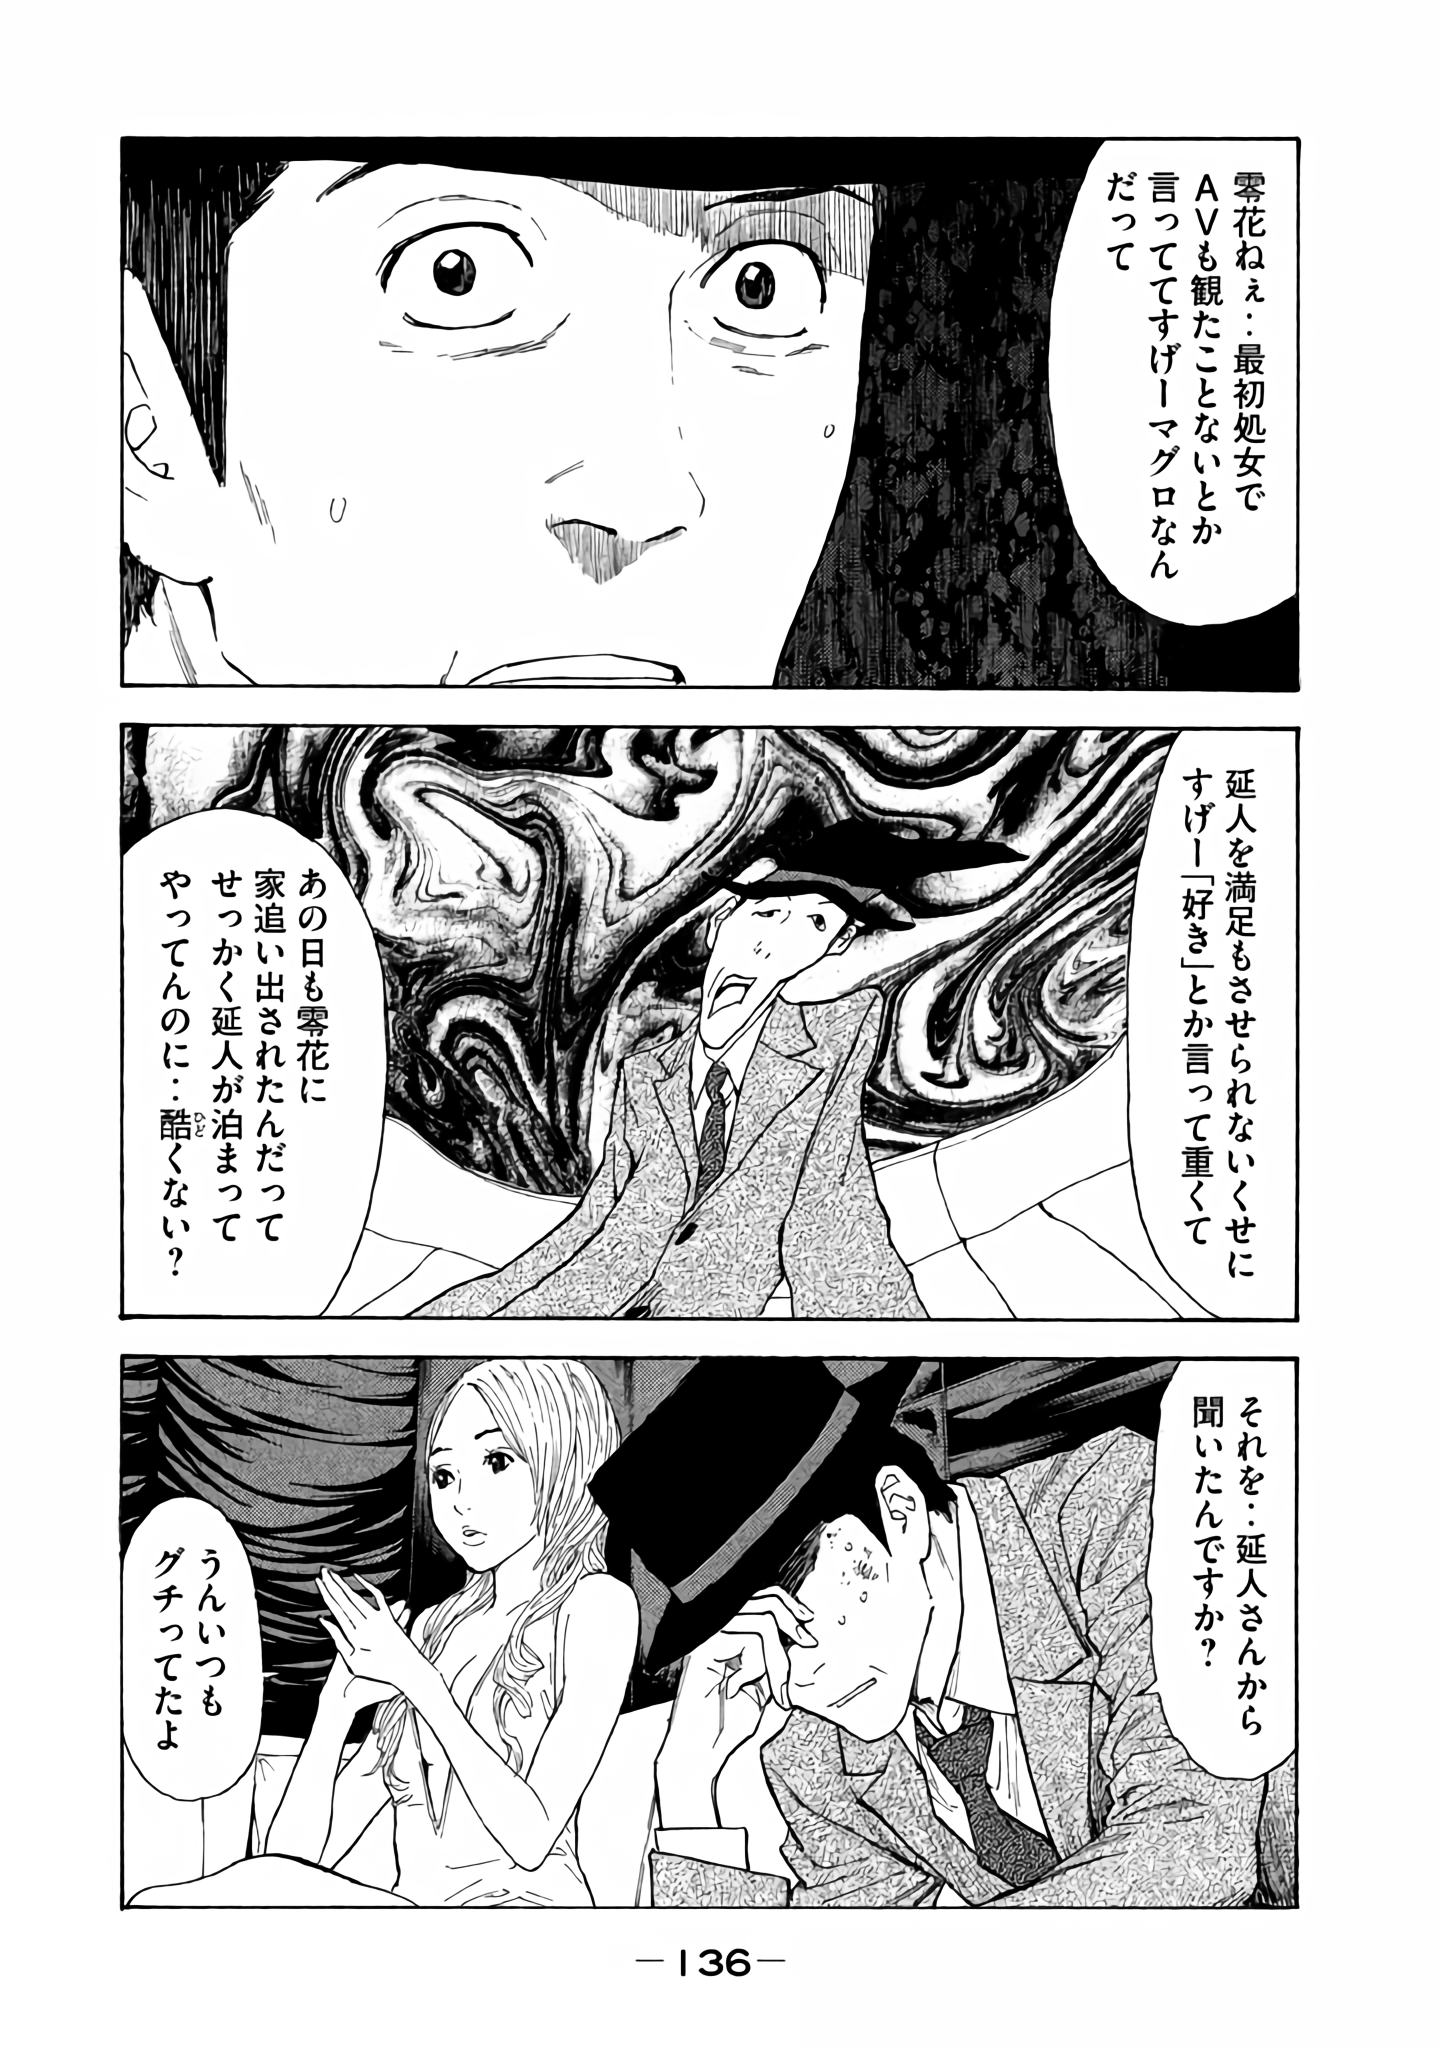 零花ねぇ‥最初処女で
AVも観たことないとか
言っててすげーマグロなん
だって
延人を満足もさせられないくせに
すげー「好き」とか言って重くて
あの日も零花に
家追い出されたんだって
せっかく延人が泊まって
やってんのに‥酷くない?
ひど
それを‥延人さんから
聞いたんですか?
うんいつも
グチってたよ
—136—